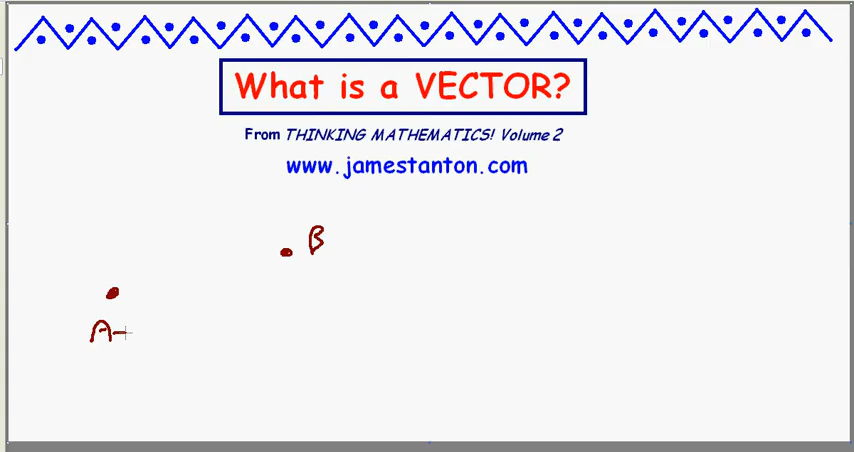 What is a VECTOR?
From THINKING MATHEMATICS! Volume 2
www.jamestanton.com
B
A